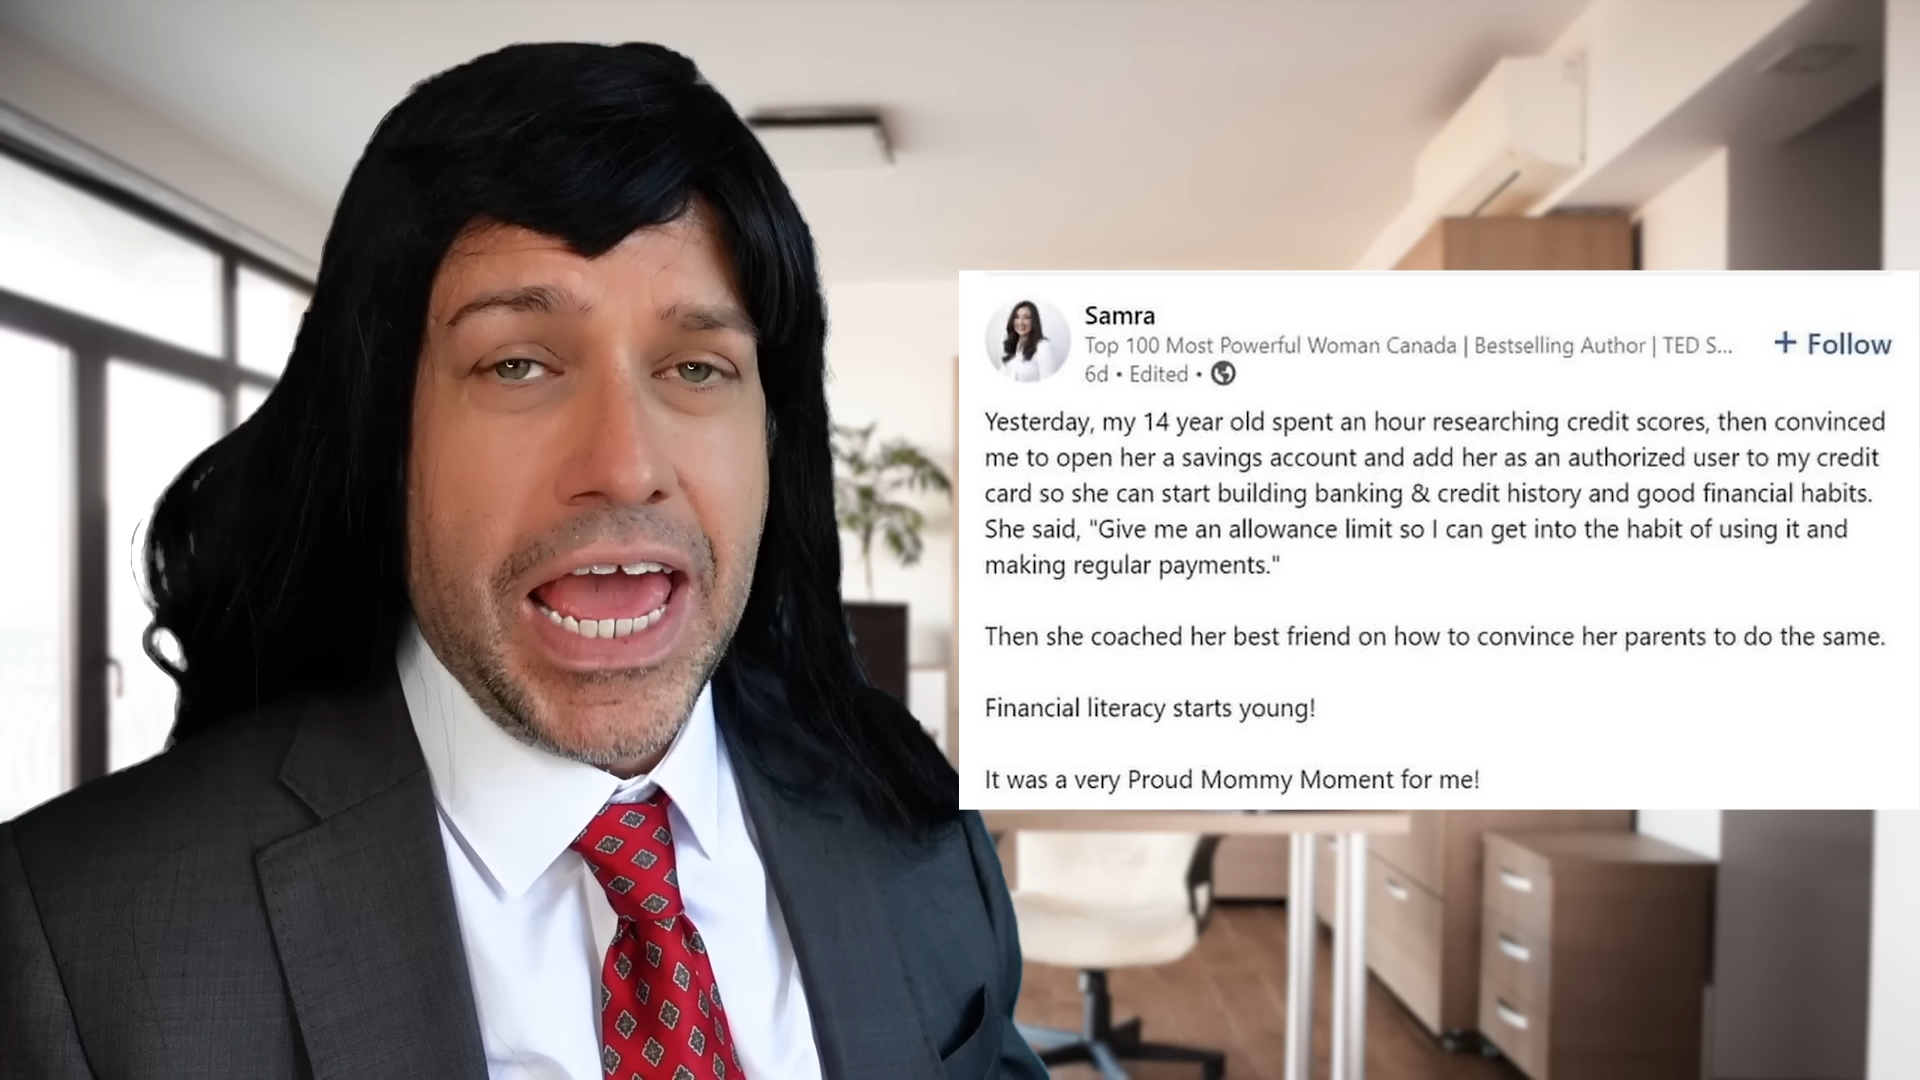 Samra
Top 100 Most Powerful Woman Canada | Bestselling Author | TED S...
+ Follow
6d • Edited •
Yesterday, my 14 year old spent an hour researching credit scores, then convinced
me to open her a savings account and add her as an authorized user to my credit
card so she can start building banking & credit history and good financial habits.
She said, "Give me an allowance limit so I can get into the habit of using it and
making regular payments."
Then she coached her best friend on how to convince her parents to do the same.
Financial literacy starts young!
It was a very Proud Mommy Moment for me!